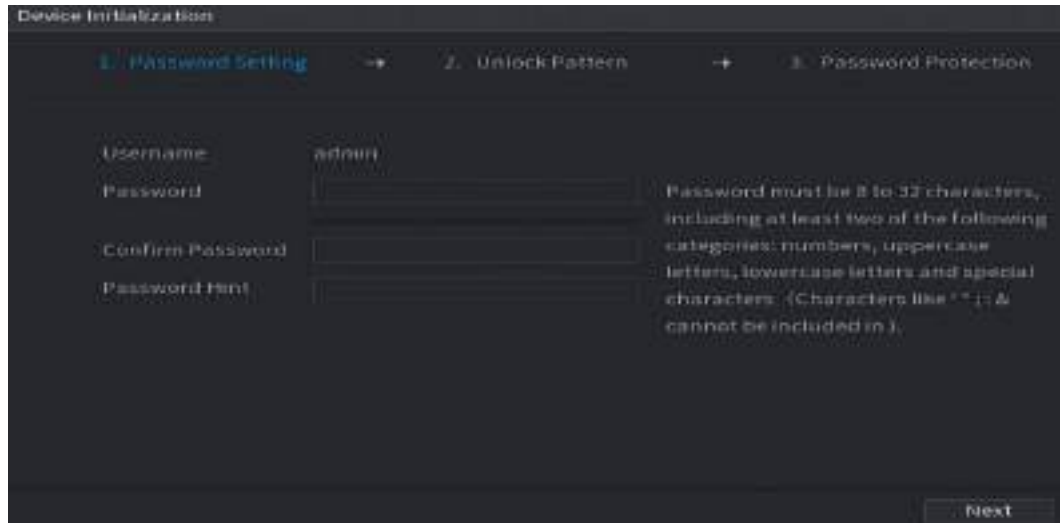 Device Initialization
1. Password Setting → 2. Unlock Pattern → 3. Password Protection
Username admin
Password
Password must be 8 to 32 characters,
including at least two of the following
categories: numbers, uppercase
Confirm Password
letters, lowercase letters and special
Password Hint
characters (Characters like ' " ; : &
cannot be included in ).
Next